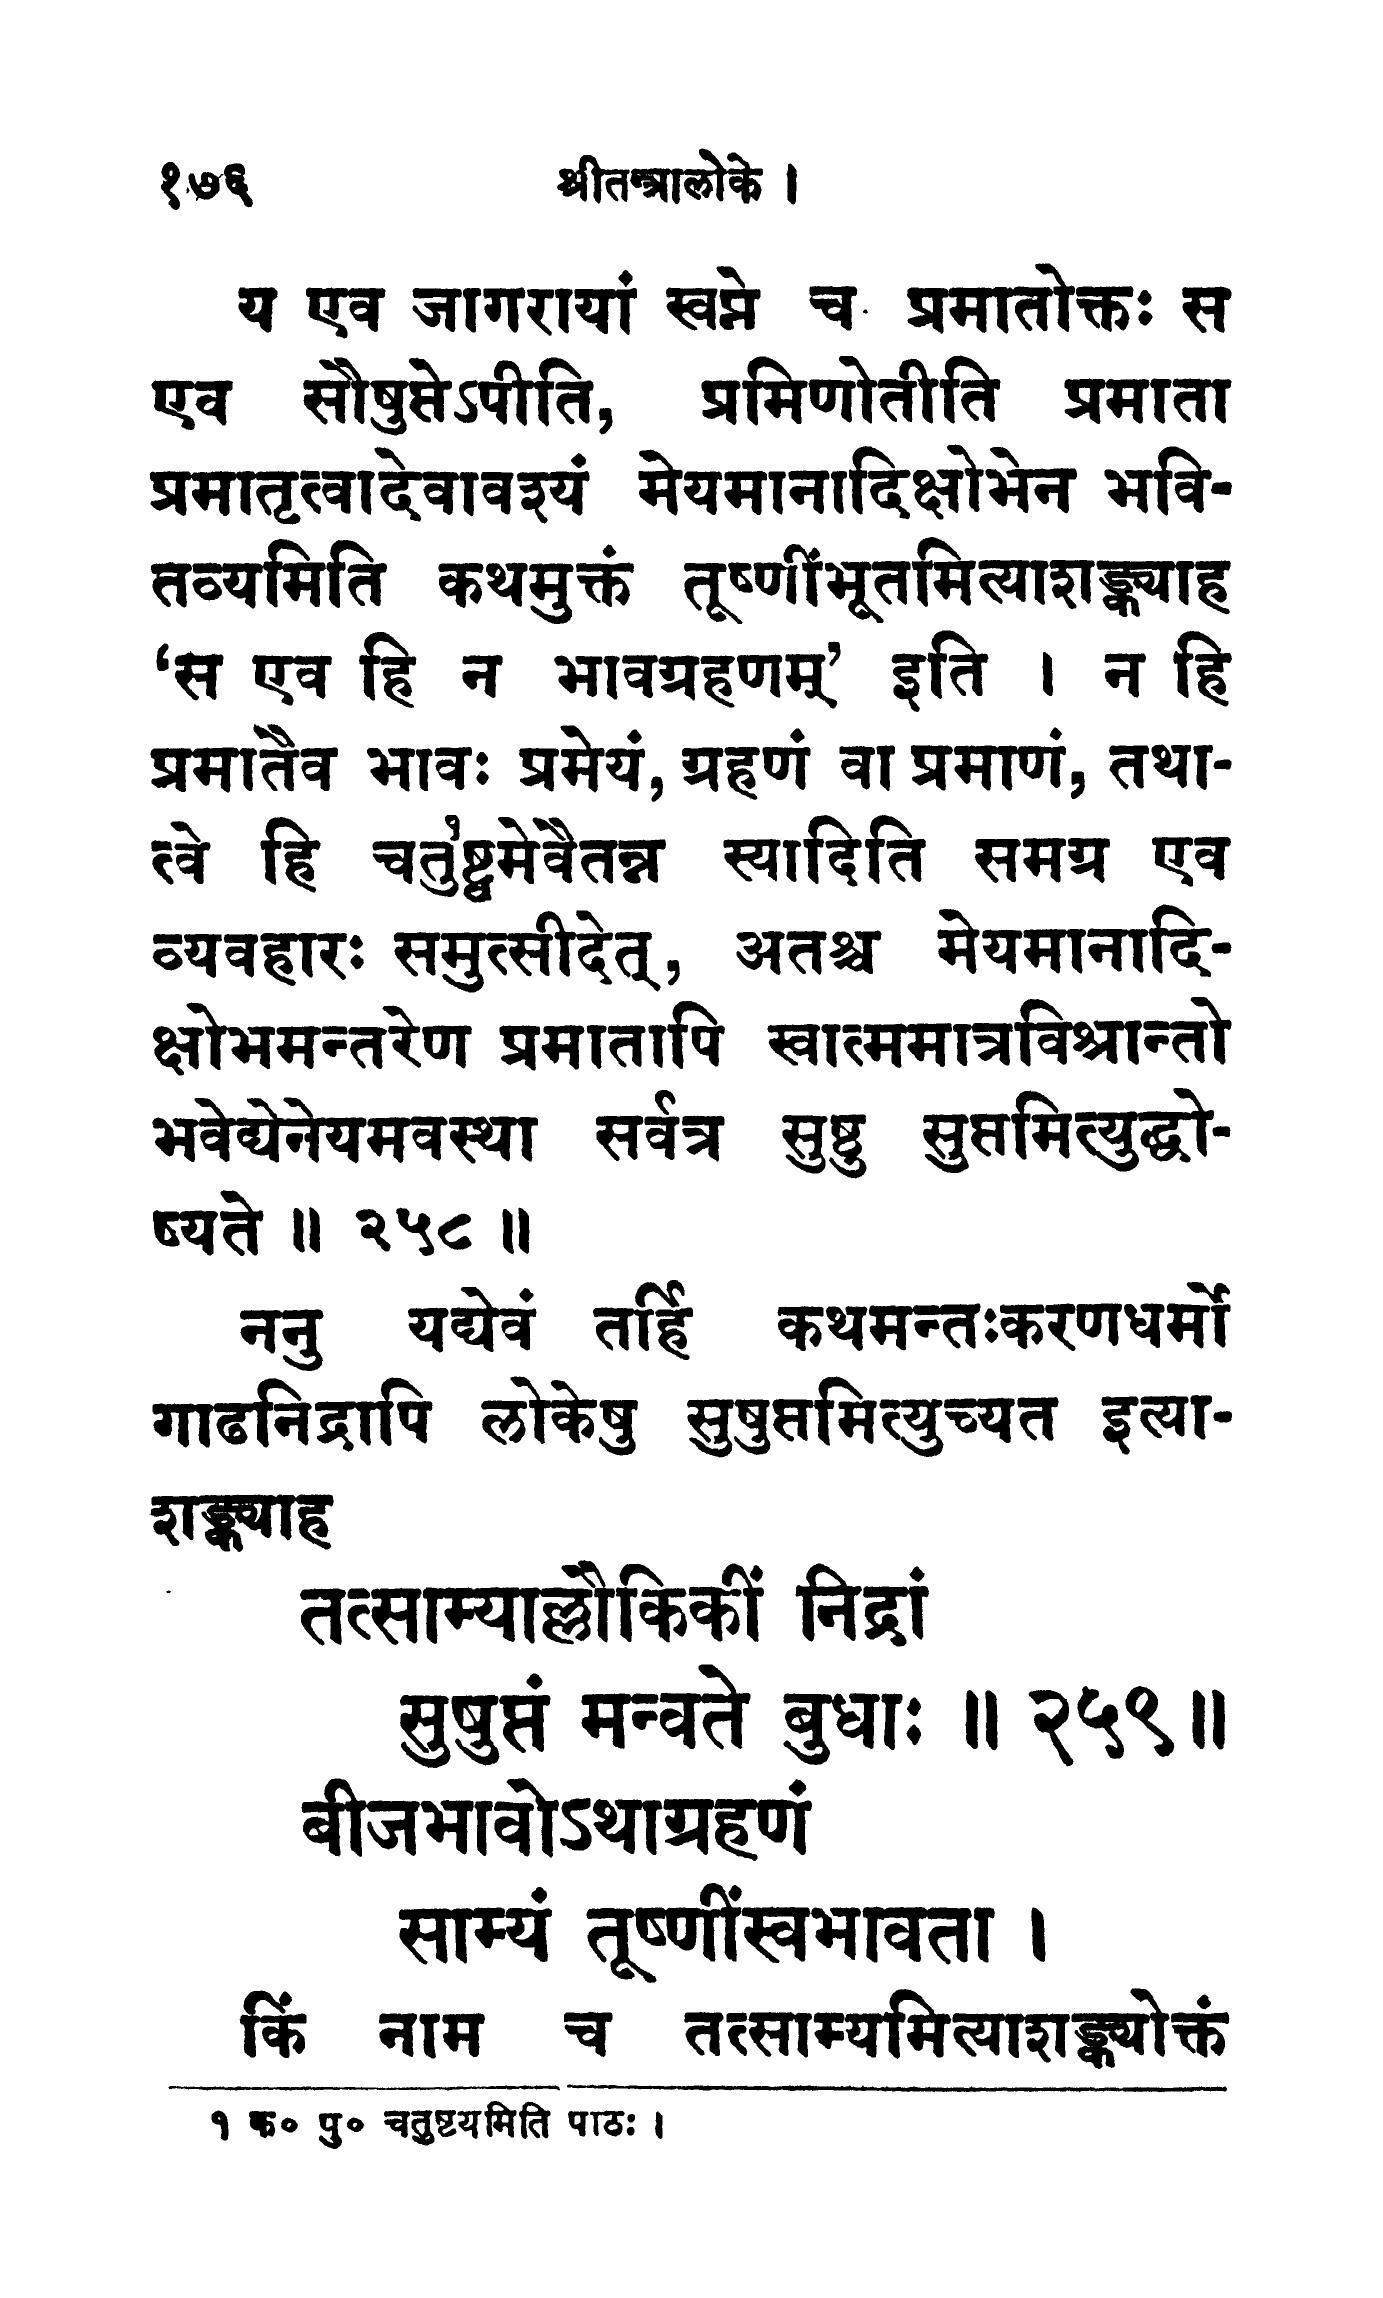 १७६ श्रीतन्त्रालोके ।
य एव जागरायां स्वप्ने च प्रमातोक्तः स
एव सौषुप्तेऽपीति, प्रमिणोतीति प्रमाता
प्रमातृत्वादेवावश्यं मेयमानादिक्षोभेन भवि-
तव्यमिति कथमुक्तं तूष्णींभूतमित्याशङ्क्याह
‘स एव हि न भावग्रहणम्’ इति । न हि
प्रमातैव भावः प्रमेयं, ग्रहणं वा प्रमाणं, तथा-
त्वे हि चतु१ष्ट्वमेवैतन्न स्यादिति समग्र एव
व्यवहारः समुत्सीदेत्, अतश्च मेयमानादि-
क्षोभमन्तरेण प्रमातापि स्वात्ममात्रविश्रान्तो
भवेद्येनेयमवस्था सर्वत्र सुष्ठु सुप्तमित्युद्घो-
ष्यते ॥ २५८ ॥
ननु यद्येवं तर्हि कथमन्तःकरणधर्मो
गाढनिद्रापि लोकेषु सुषुप्तमित्युच्यत इत्या-
शङ्क्याह
तत्साम्याल्लौकिकीं निद्रां
सुषुप्तं मन्वते बुधाः ॥ २५९ ॥
बीजभावोऽथाग्रहणं
साम्यं तूष्णींस्वभावता ।
किं नाम च तत्साम्यमित्याशङ्क्योक्तं
१ क० पु० चतुष्टयमिति पाठः ।